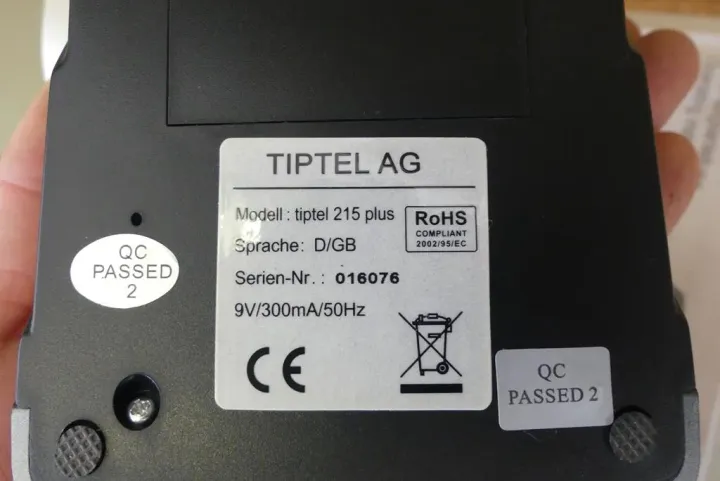 TIPTEL AG
Modell : tiptel 215 plus
RoHS
COMPLIANT
2002/95/EC
Sprache: D/GB
Serien-Nr. : 016076
9V/300mA/50Hz
CE
QC
PASSED
2
QC
PASSED 2